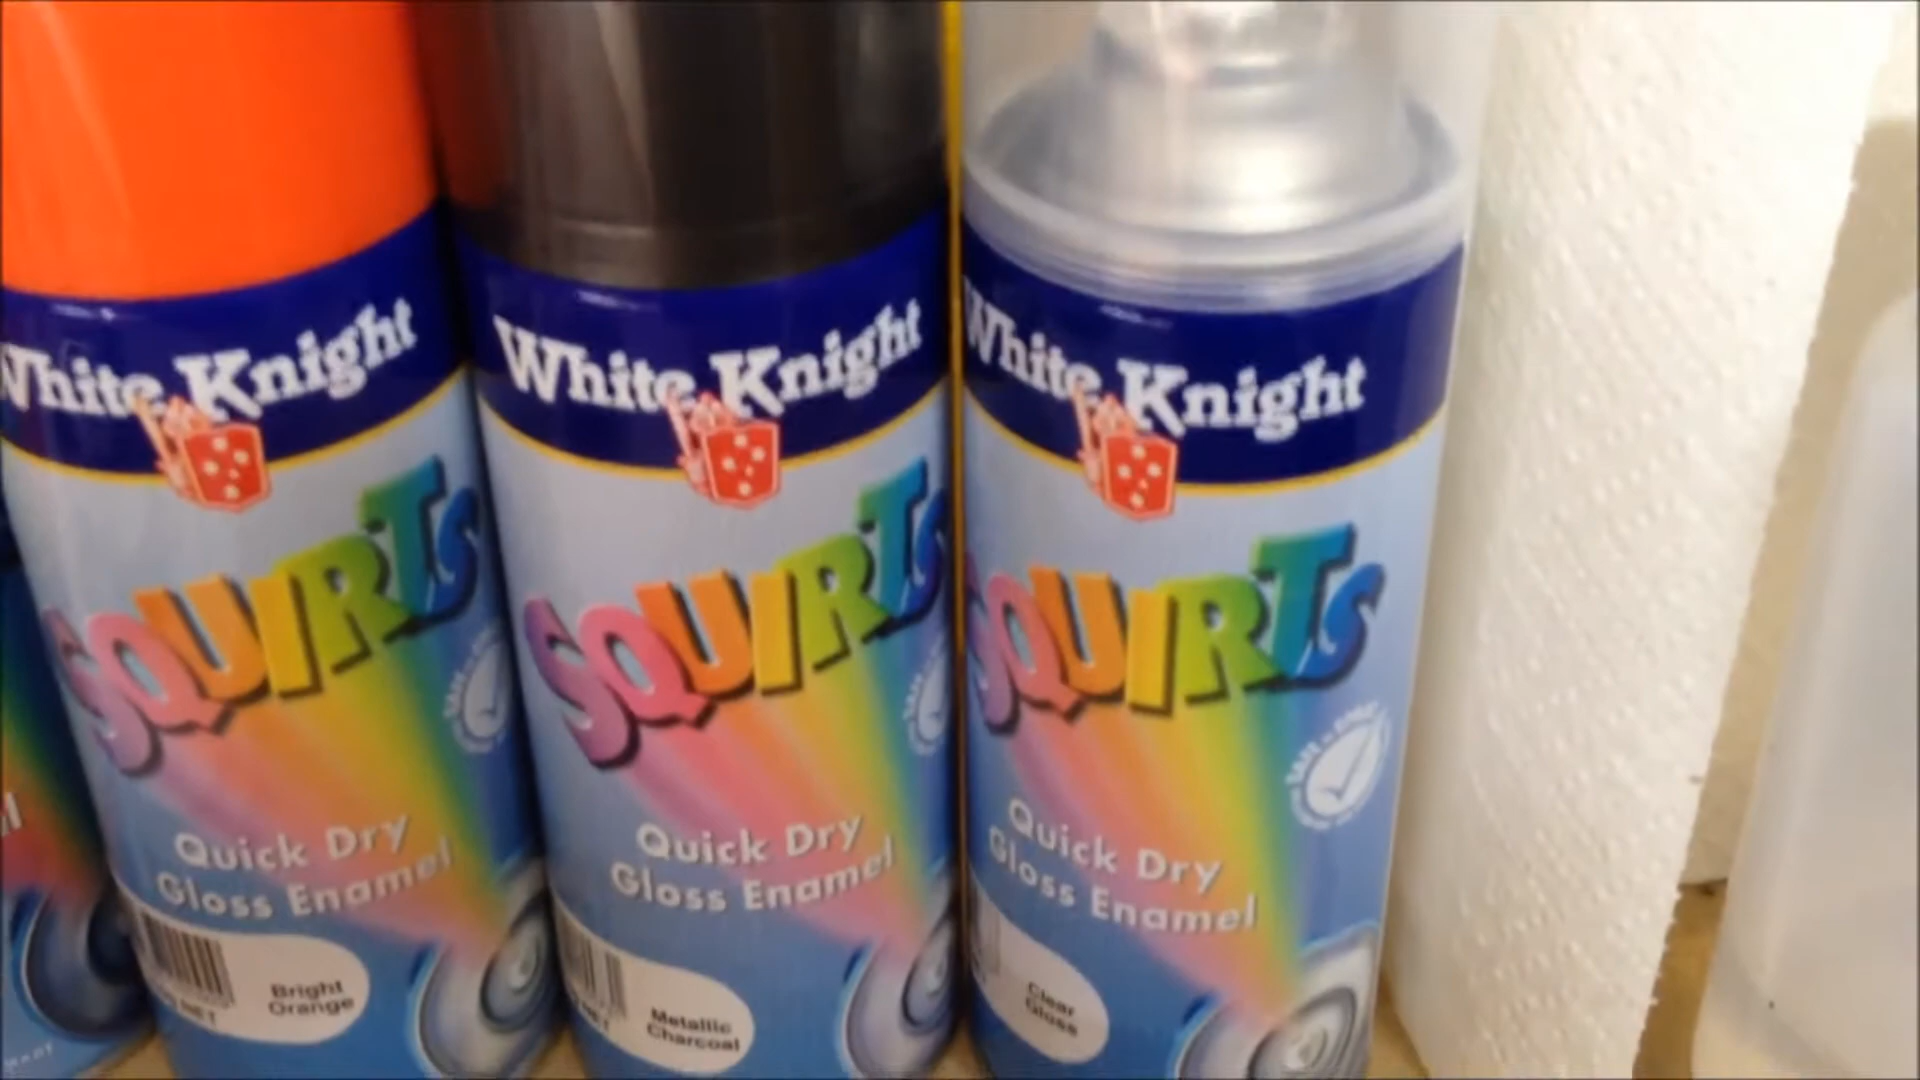 White Knight
SQUIRTS
Quick Dry
Gloss Enamel
Bright
Orange
White Knight
SQUIRTS
Quick Dry
Gloss Enamel
Metallic
Charcoal
White Knight
SQUIRTS
Quick Dry
Gloss Enamel
Clear
Gloss